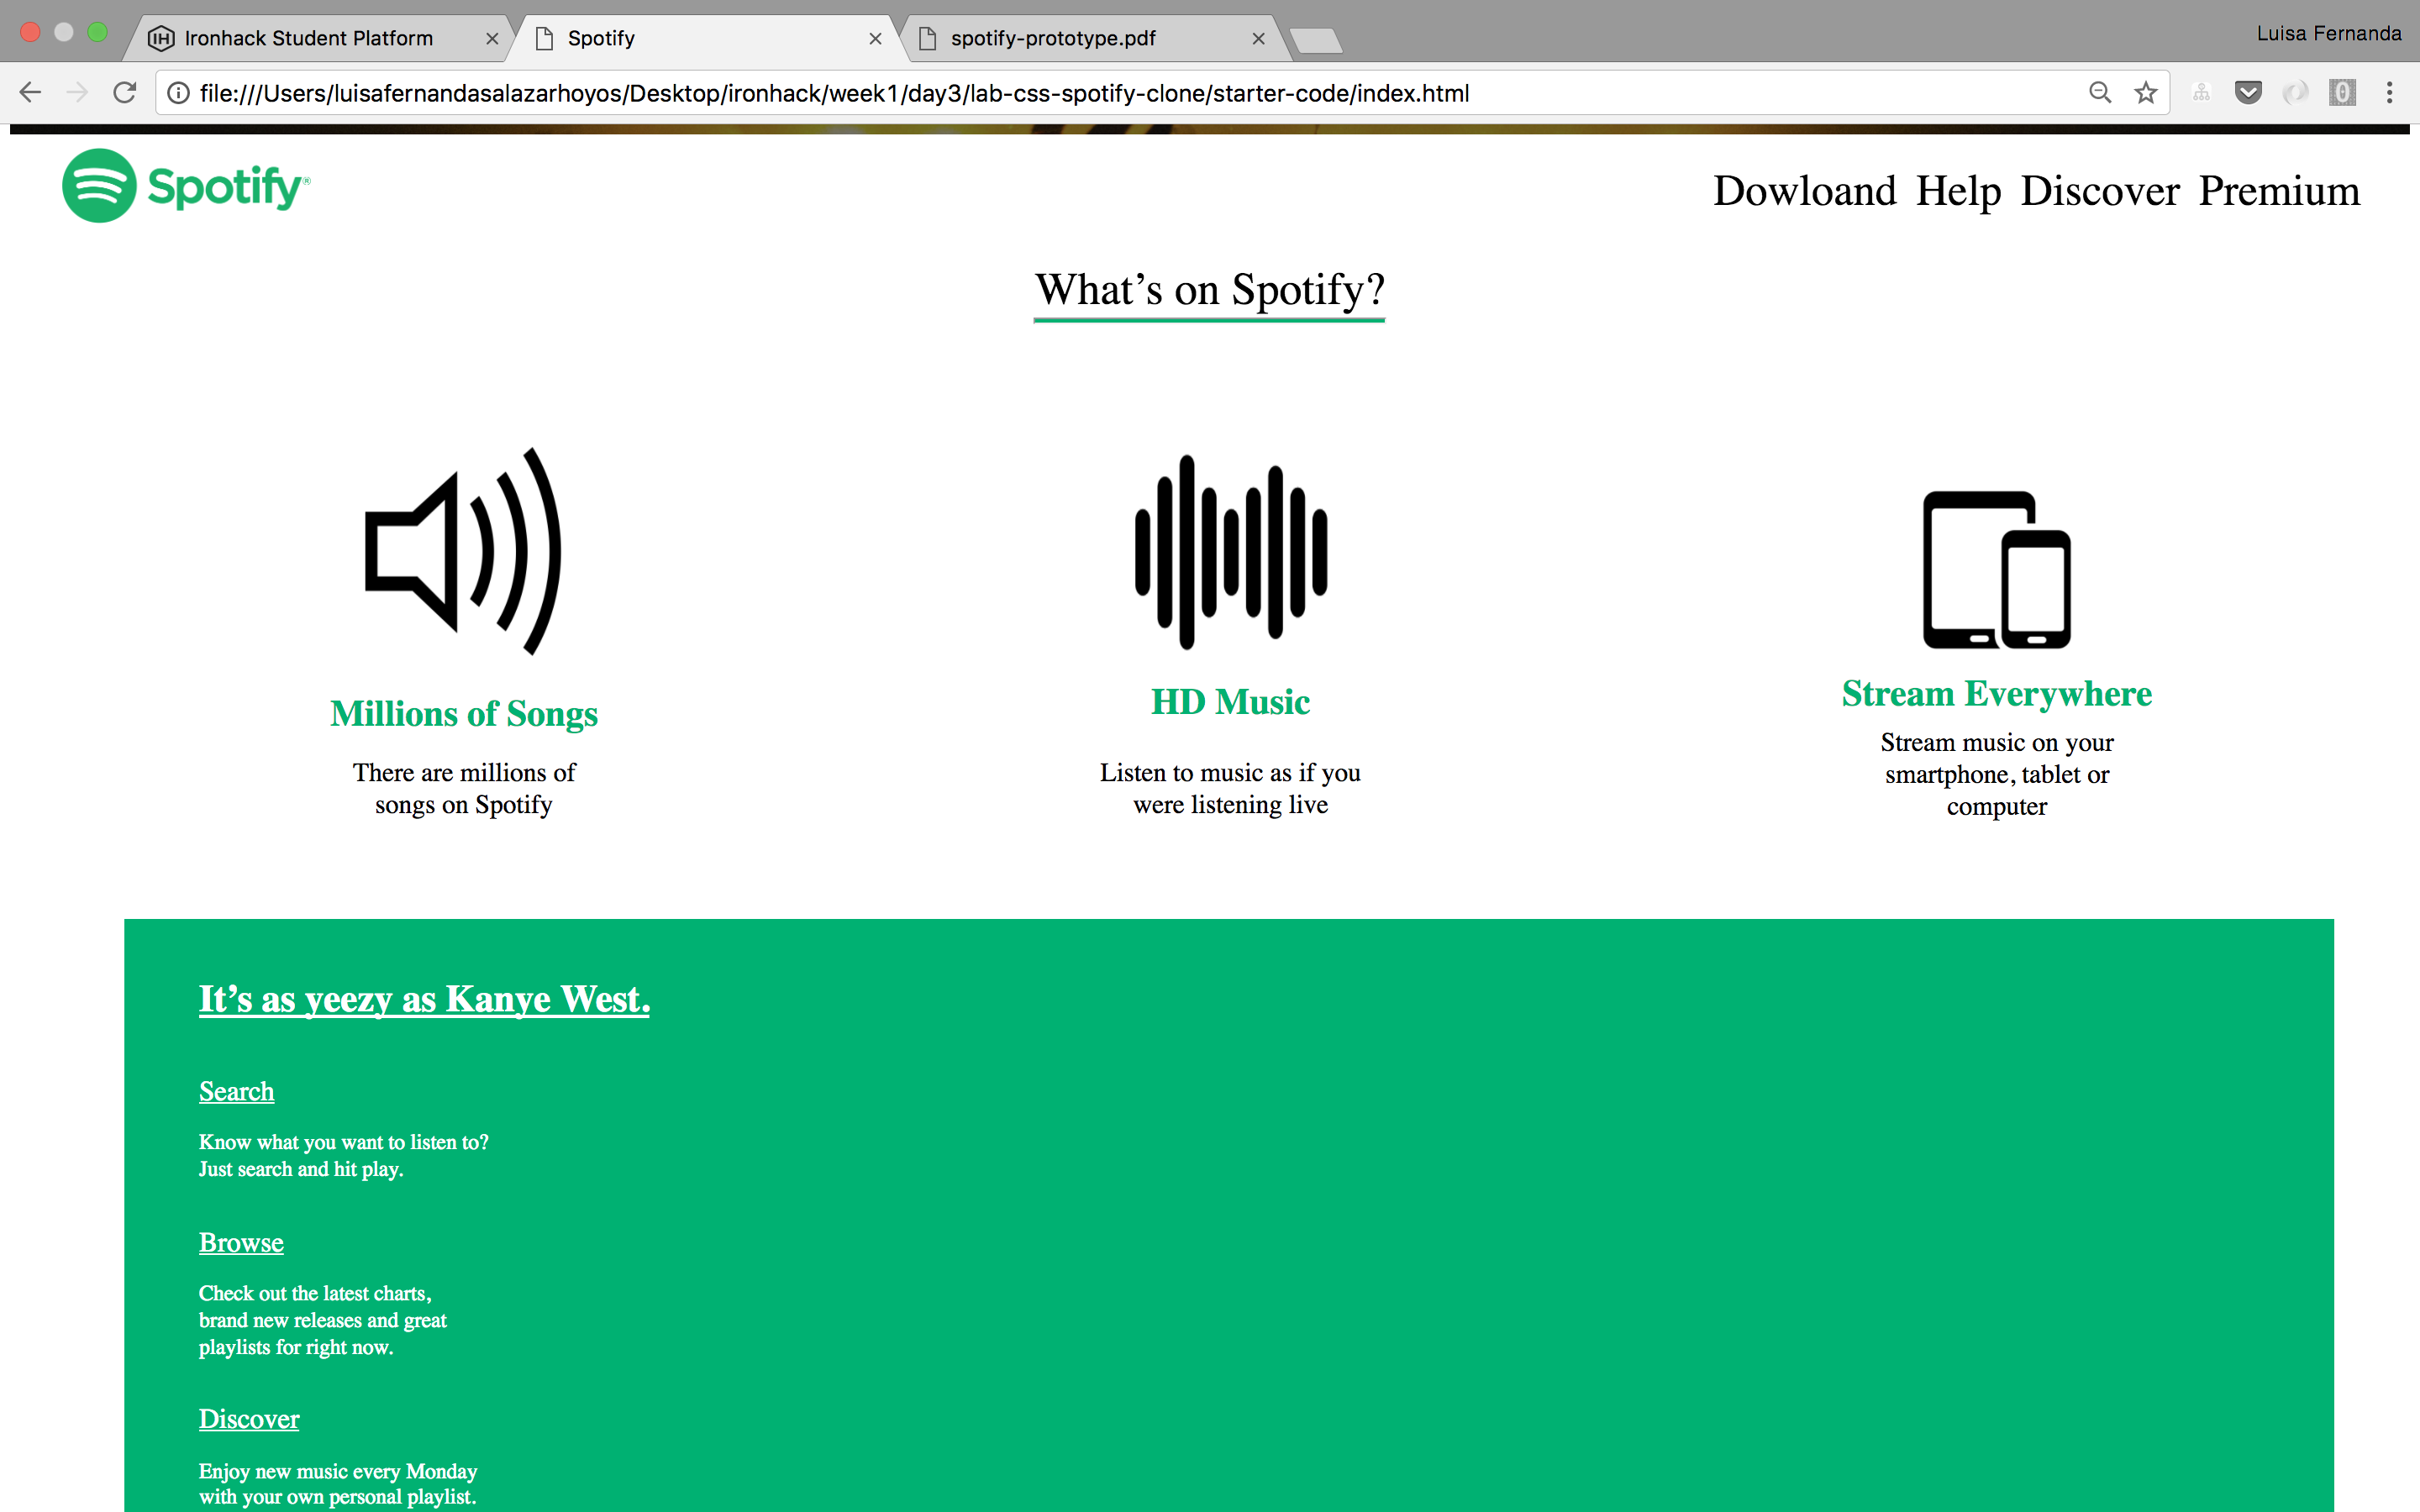 Ironhack Student Platform
Spotify
spotify-prototype.pdf
Luisa Fernanda
file:///Users/luisafernandasalazarhoyos/Desktop/ironhack/week1/day3/lab-css-spotify-clone/starter-code/index.html
Spotify®
Dowloand Help Discover Premium
What’s on Spotify?
Millions of Songs
There are millions of
songs on Spotify
HD Music
Listen to music as if you
were listening live
Stream Everywhere
Stream music on your
smartphone, tablet or
computer
It’s as yeezy as Kanye West.
Search
Know what you want to listen to?
Just search and hit play.
Browse
Check out the latest charts,
brand new releases and great
playlists for right now.
Discover
Enjoy new music every Monday
with your own personal playlist.